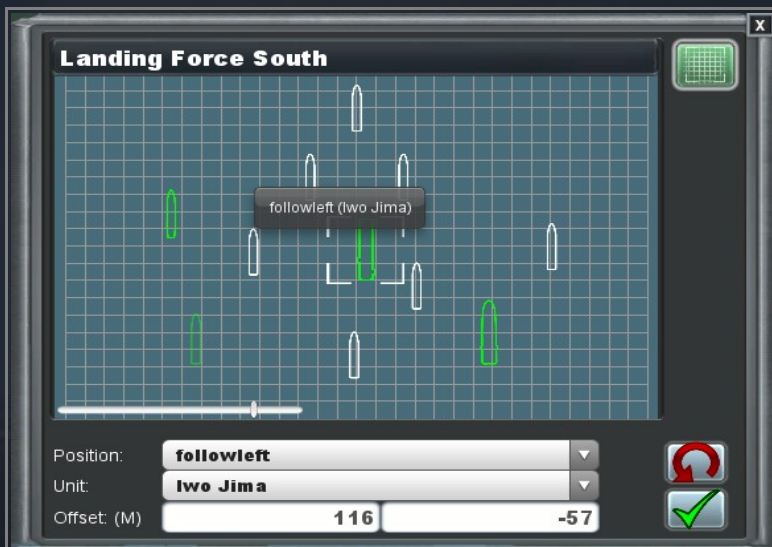 X
Landing Force South
followleft (Iwo Jima)
Position: followleft
Unit: Iwo Jima
Offset: (M) 116 -57